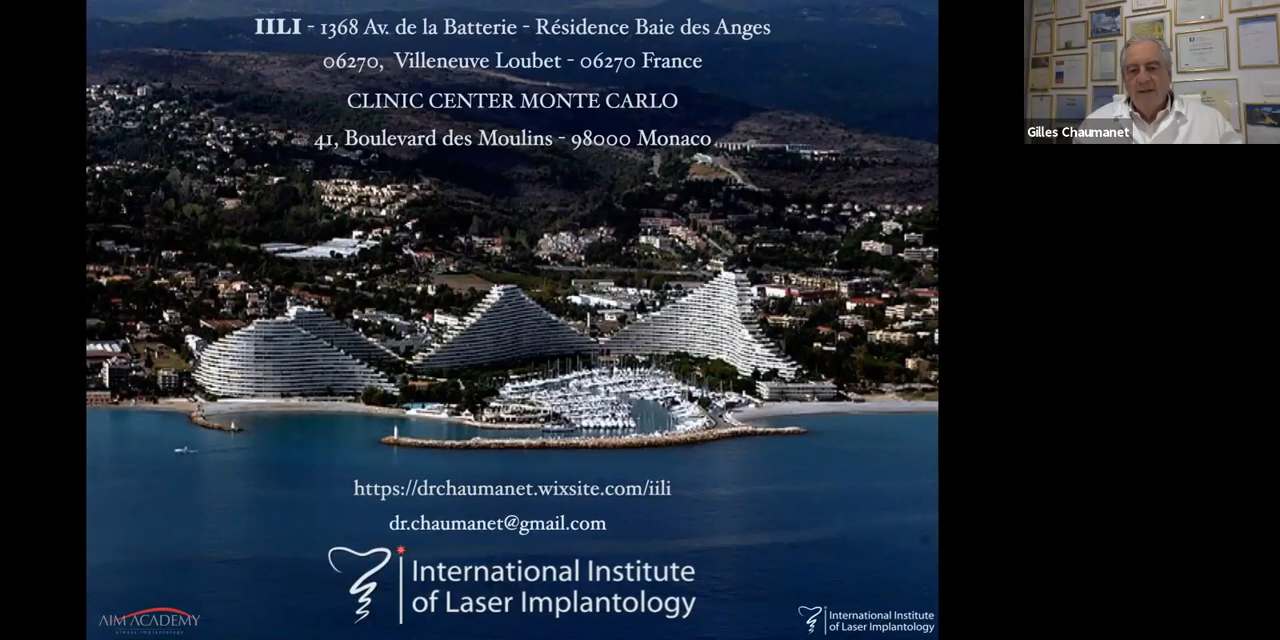 IILI - 1368 Av. de la Batterie - Résidence Baie des Anges
06270, Villeneuve Loubet - 06270 France
CLINIC CENTER MONTE CARLO
41, Boulevard des Moulins - 98000 Monaco
Gilles Chaumanet
https://drchaumanet.wixsite.com/iili
dr.chaumanet@gmail.com
International Institute
of Laser Implantology
AIM ACADEMY
always implantology
International Institute
of Laser Implantology